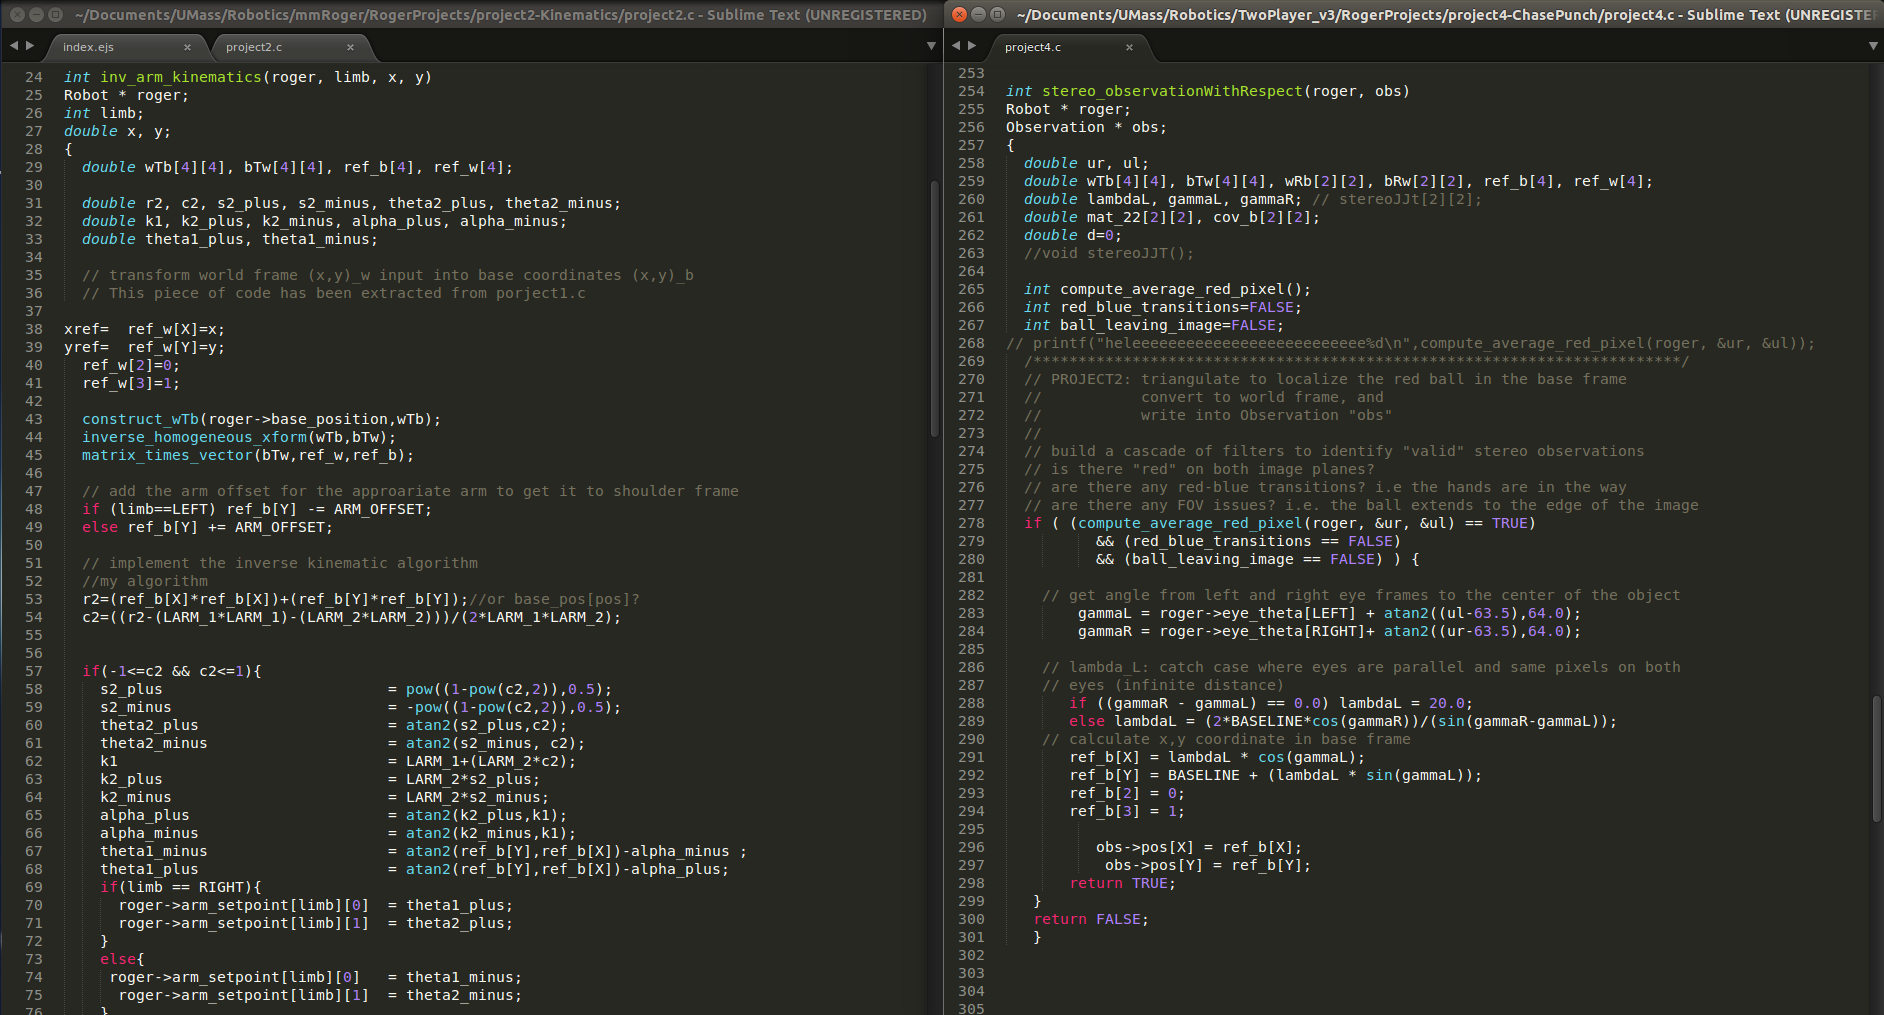 ~/Documents/UMass/Robotics/mmRoger/RogerProjects/project2-Kinematics/project2.c - Sublime Text (UNREGISTERED)
index.ejs × project2.c ×
24 int inv_arm_kinematics(roger, limb, x, y)
25 Robot * roger;
26 int limb;
27 double x, y;
28 {
29 double wTb[4][4], bTw[4][4], ref_b[4], ref_w[4];
30
31 double r2, c2, s2_plus, s2_minus, theta2_plus, theta2_minus;
32 double k1, k2_plus, k2_minus, alpha_plus, alpha_minus;
33 double theta1_plus, theta1_minus;
34
35 // transform world frame (x,y)_w input into base coordinates (x,y)_b
36 // This piece of code has been extracted from porject1.c
37
38 xref=  ref_w[X]=x;
39 yref=  ref_w[Y]=y;
40 ref_w[2]=0;
41 ref_w[3]=1;
42
43 construct_wTb(roger->base_position,wTb);
44 inverse_homogeneous_xform(wTb,bTw);
45 matrix_times_vector(bTw,ref_w,ref_b);
46
47 // add the arm offset for the approariate arm to get it to shoulder frame
48 if (limb==LEFT) ref_b[Y] -= ARM_OFFSET;
49 else ref_b[Y] += ARM_OFFSET;
50
51 // implement the inverse kinematic algorithm
52 //my algorithm
53 r2=(ref_b[X]*ref_b[X])+(ref_b[Y]*ref_b[Y]);//or base_pos[pos]?
54 c2=((r2-(LARM_1*LARM_1)-(LARM_2*LARM_2)))/(2*LARM_1*LARM_2);
55
56
57 if(-1<=c2 && c2<=1){
58 s2_plus = pow((1-pow(c2,2)),0.5);
59 s2_minus = -pow((1-pow(c2,2)),0.5);
60 theta2_plus = atan2(s2_plus,c2);
61 theta2_minus = atan2(s2_minus, c2);
62 k1 = LARM_1+(LARM_2*c2);
63 k2_plus = LARM_2*s2_plus;
64 k2_minus = LARM_2*s2_minus;
65 alpha_plus = atan2(k2_plus,k1);
66 alpha_minus = atan2(k2_minus,k1);
67 theta1_minus = atan2(ref_b[Y],ref_b[X])-alpha_minus ;
68 theta1_plus = atan2(ref_b[Y],ref_b[X])-alpha_plus;
69 if(limb == RIGHT){
70 roger->arm_setpoint[limb][0] = theta1_plus;
71 roger->arm_setpoint[limb][1] = theta2_plus;
72 }
73 else{
74 roger->arm_setpoint[limb][0] = theta1_minus;
75 roger->arm_setpoint[limb][1] = theta2_minus;
76 }
~/Documents/UMass/Robotics/TwoPlayer_v3/RogerProjects/project4-ChasePunch/project4.c - Sublime Text (UNREGISTE
project4.c ×
253
254 int stereo_observationWithRespect(roger, obs)
255 Robot * roger;
256 Observation * obs;
257 {
258 double ur, ul;
259 double wTb[4][4], bTw[4][4], wRb[2][2], bRw[2][2], ref_b[4], ref_w[4];
260 double lambdaL, gammaL, gammaR; // stereoJJt[2][2];
261 double mat_22[2][2], cov_b[2][2];
262 double d=0;
263 //void stereoJJT();
264
265 int compute_average_red_pixel();
266 int red_blue_transitions=FALSE;
267 int ball_leaving_image=FALSE;
268 // printf("heleeeeeeeeeeeeeeeeeeeeeeeeee%d\n",compute_average_red_pixel(roger, &ur, &ul));
269 /************************************************************************/
270 // PROJECT2: triangulate to localize the red ball in the base frame
271 // convert to world frame, and
272 // write into Observation "obs"
273 //
274 // build a cascade of filters to identify "valid" stereo observations
275 // is there "red" on both image planes?
276 // are there any red-blue transitions? i.e the hands are in the way
277 // are there any FOV issues? i.e. the ball extends to the edge of the image
278 if ( (compute_average_red_pixel(roger, &ur, &ul) == TRUE)
279 && (red_blue_transitions == FALSE)
280 && (ball_leaving_image == FALSE) ) {
281
282 // get angle from left and right eye frames to the center of the object
283 gammaL = roger->eye_theta[LEFT] + atan2((ul-63.5),64.0);
284 gammaR = roger->eye_theta[RIGHT]+ atan2((ur-63.5),64.0);
285
286 // lambda_L: catch case where eyes are parallel and same pixels on both
287 // eyes (infinite distance)
288 if ((gammaR - gammaL) == 0.0) lambdaL = 20.0;
289 else lambdaL = (2*BASELINE*cos(gammaR))/(sin(gammaR-gammaL));
290 // calculate x,y coordinate in base frame
291 ref_b[X] = lambdaL * cos(gammaL);
292 ref_b[Y] = BASELINE + (lambdaL * sin(gammaL));
293 ref_b[2] = 0;
294 ref_b[3] = 1;
295
296 obs->pos[X] = ref_b[X];
297 obs->pos[Y] = ref_b[Y];
298 return TRUE;
299 }
300 return FALSE;
301 }
302
303
304
305